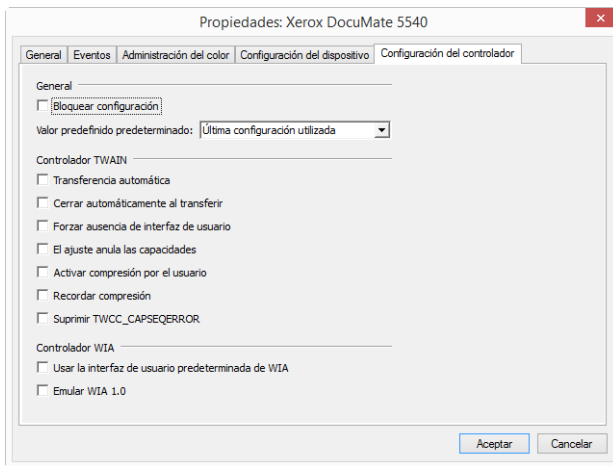 Propiedades: Xerox DocuMate 5540
General Eventos Administración del color Configuración del dispositivo Configuración del controlador
General
Bloquear configuración
Valor predefinido predeterminado: Última configuración utilizada
Controlador TWAIN
Transferencia automática
Cerrar automáticamente al transferir
Forzar ausencia de interfaz de usuario
El ajuste anula las capacidades
Activar compresión por el usuario
Recordar compresión
Suprimir TWCC_CAPSEQERROR
Controlador WIA
Usar la interfaz de usuario predeterminada de WIA
Emular WIA 1.0
Aceptar Cancelar